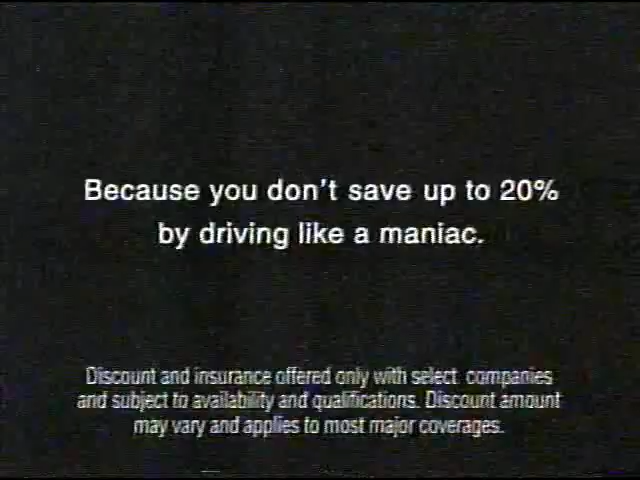 Because you don't save up to 20%
by driving like a maniac.
Discount and insurance offered only with select companies
and subject to availability and qualifications. Discount amount
may vary and applies to most major coverages.